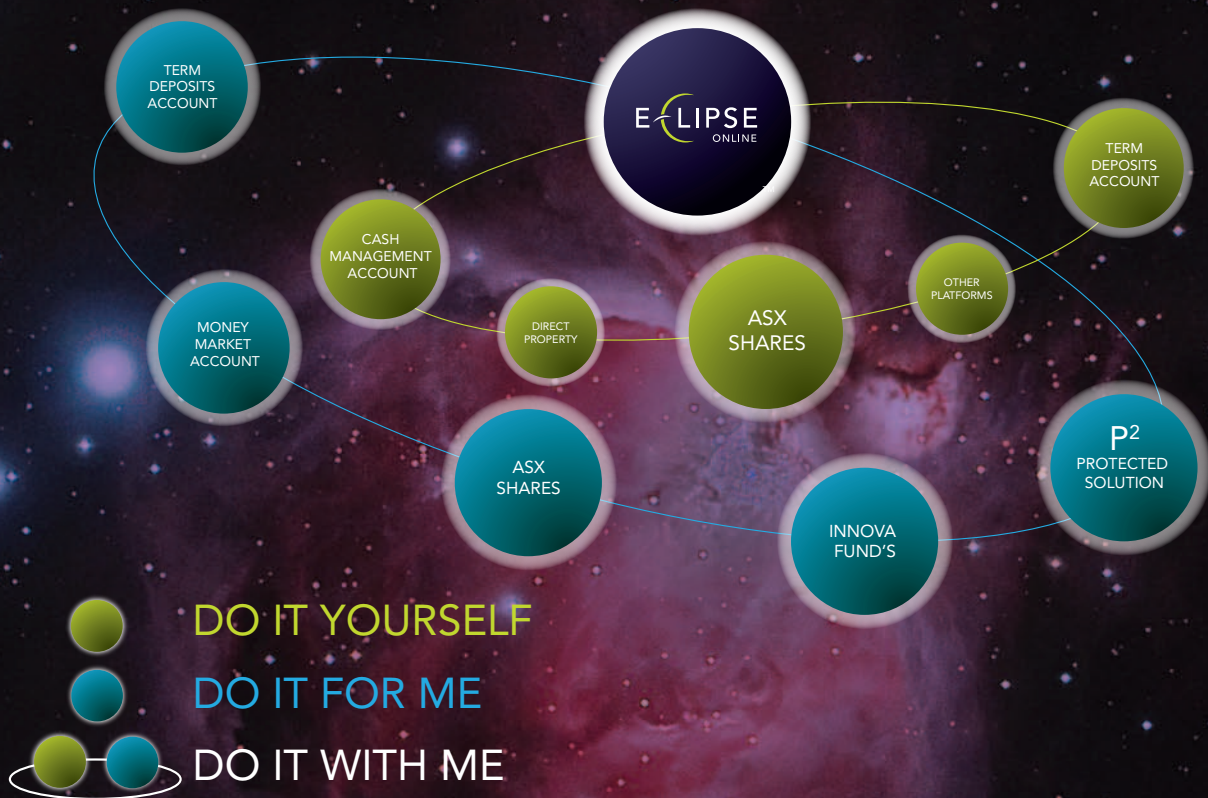 TERM
DEPOSITS
ACCOUNT
ECLIPSE
ONLINE
TERM
DEPOSITS
ACCOUNT
CASH
MANAGEMENT
ACCOUNT
OTHER
PLATFORMS
DIRECT
PROPERTY
ASX
SHARES
MONEY
MARKET
ACCOUNT
P²
PROTECTED
SOLUTION
ASX
SHARES
INNOVA
FUND'S
DO IT YOURSELF
DO IT FOR ME
DO IT WITH ME